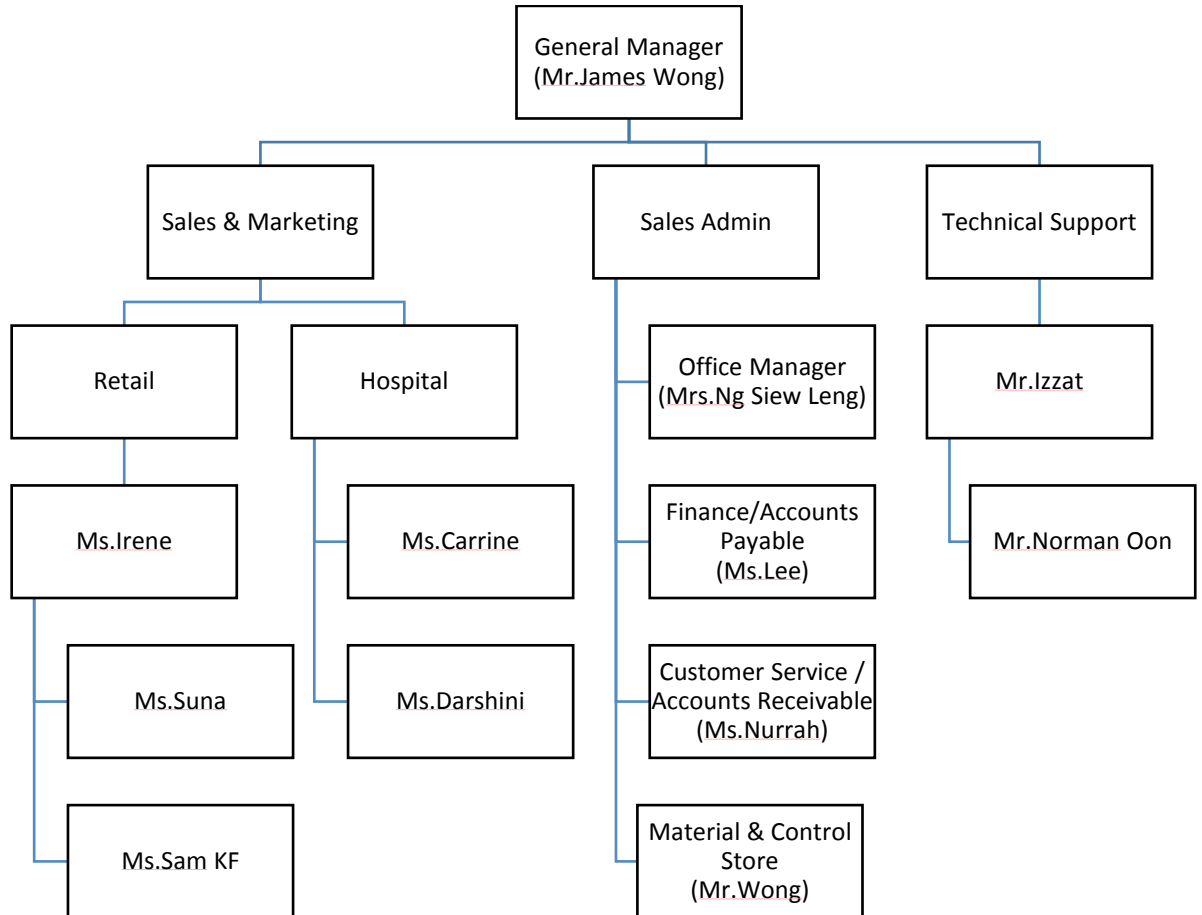 General Manager
(Mr.James Wong)
Sales & Marketing
Sales Admin
Technical Support
Retail
Hospital
Office Manager
(Mrs.Ng Siew Leng)
Mr.Izzat
Ms.Irene
Ms.Carrine
Finance/Accounts
Payable
(Ms.Lee)
Mr.Norman Oon
Ms.Suna
Ms.Darshini
Customer Service /
Accounts Receivable
(Ms.Nurrah)
Ms.Sam KF
Material & Control
Store
(Mr.Wong)